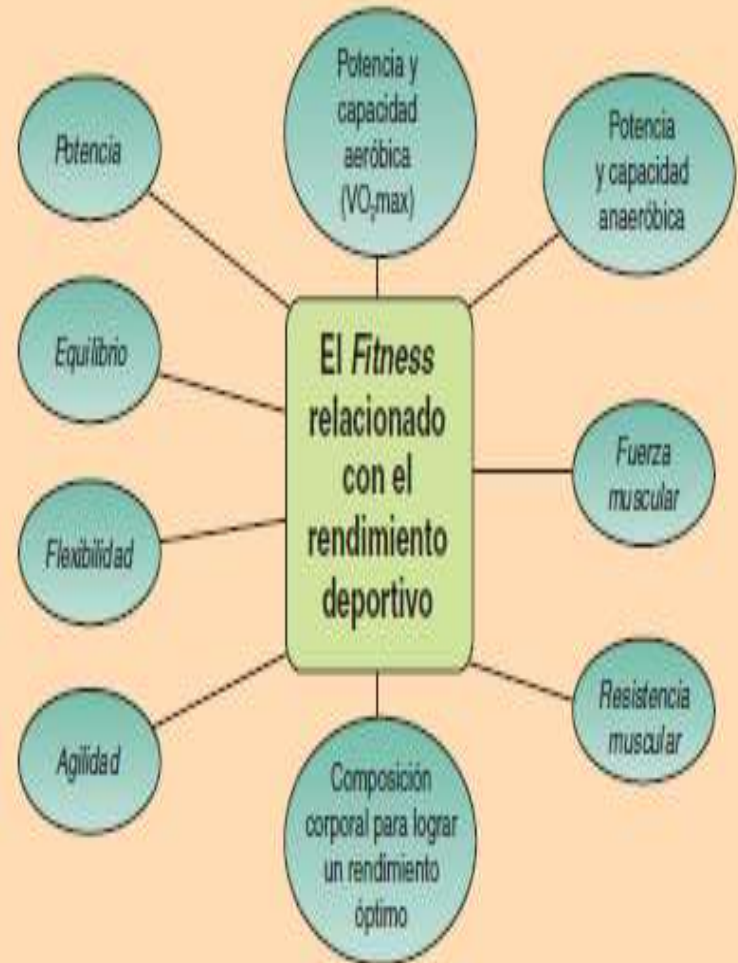 Potencia y
capacidad
aeróbica
(VO₂max)
Potencia
y capacidad
anaeróbica
Potencia
Equilibrio
Flexibilidad
Agilidad
El Fitness
relacionado
con el
rendimiento
deportivo
Fuerza
muscular
Resistencia
muscular
Composición
corporal para lograr
un rendimiento
óptimo